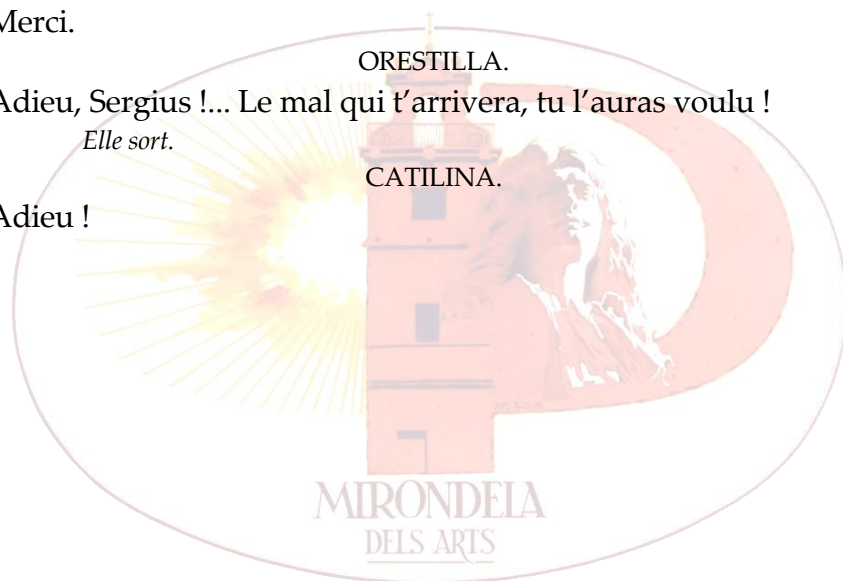 Merci.
ORESTILLA.
Adieu, Sergius !... Le mal qui t'arrivera, tu l'auras voulu !
Elle sort.
CATILINA.
Adieu !
MIRONDELA
DELS ARTS